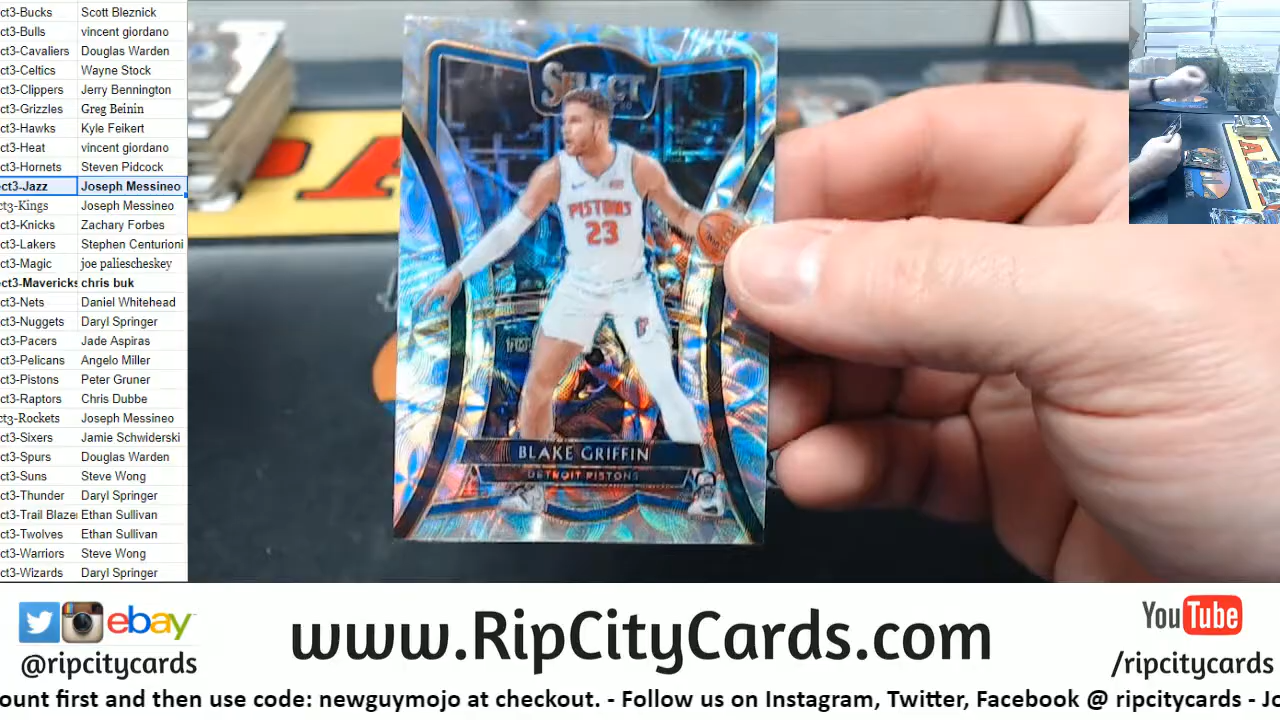 ct3-Bucks Scott Bleznick
ct3-Bulls vincent giordano
ct3-Cavaliers Douglas Warden
ct3-Celtics Wayne Stock
ct3-Clippers Jerry Bennington
ct3-Grizzles Greg Beinin
ct3-Hawks Kyle Feikert
ct3-Heat vincent giordano
ct3-Hornets Steven Pidcock
ect3-Jazz Joseph Messineo
ct3-Kings Joseph Messineo
ct3-Knicks Zachary Forbes
ct3-Lakers Stephen Centurioni
ct3-Magic joe paliescheskey
ect3-Mavericks chris buk
ct3-Nets Daniel Whitehead
ct3-Nuggets Daryl Springer
ct3-Pacers Jade Aspiras
ct3-Pelicans Angelo Miller
ct3-Pistons Peter Gruner
ct3-Raptors Chris Dubbe
ct3-Rockets Joseph Messineo
ct3-Sixers Jamie Schwiderski
ct3-Spurs Douglas Warden
ct3-Suns Steve Wong
ct3-Thunder Daryl Springer
ct3-Trail Blaze Ethan Sullivan
ct3-Twolves Ethan Sullivan
ct3-Warriors Steve Wong
ct3-Wizards Daryl Springer
SELECT
PISTONS
23
BLAKE GRIFFIN
DETROIT PISTONS
ebay
@ripcitycards
www.RipCityCards.com
YouTube
/ripcitycards
ount first and then use code: newguymojo at checkout. - Follow us on Instagram, Twitter, Facebook @ ripcitycards - Jo